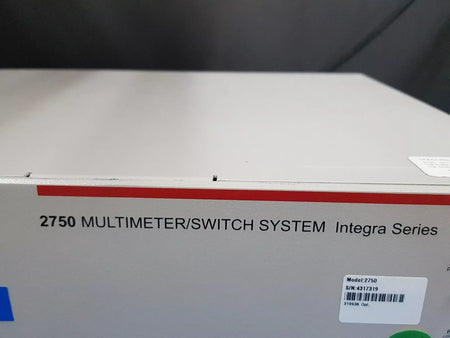 2750 MULTIMETER/SWITCH SYSTEM Integra Series
Model:2750
S/N:4317319